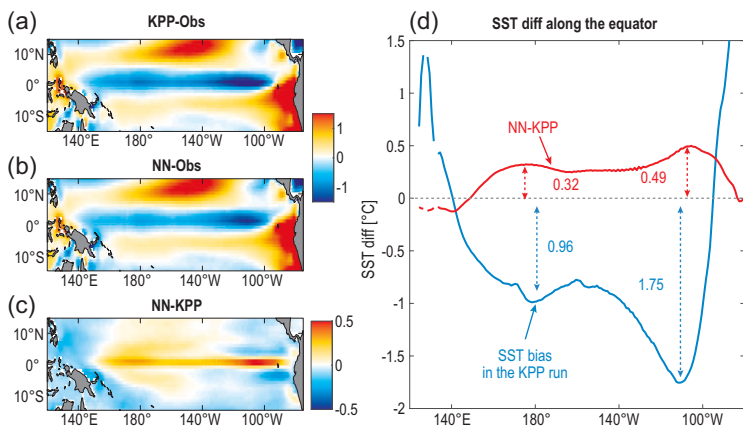 (a)
KPP-Obs
10°N
0°
10°S
140°E
180°
140°W
100°W
(b)
NN-Obs
10°N
0°
10°S
140°E
180°
140°W
100°W
1
0
-1
(c)
NN-KPP
10°N
0°
10°S
140°E
180°
140°W
100°W
0.5
0
-0.5
(d)
SST diff along the equator
SST diff [°C]
1.5
1
0.5
0
-0.5
-1
-1.5
-2
NN-KPP
0.32
0.49
0.96
1.75
SST bias
in the KPP run
140°E
180°
140°W
100°W